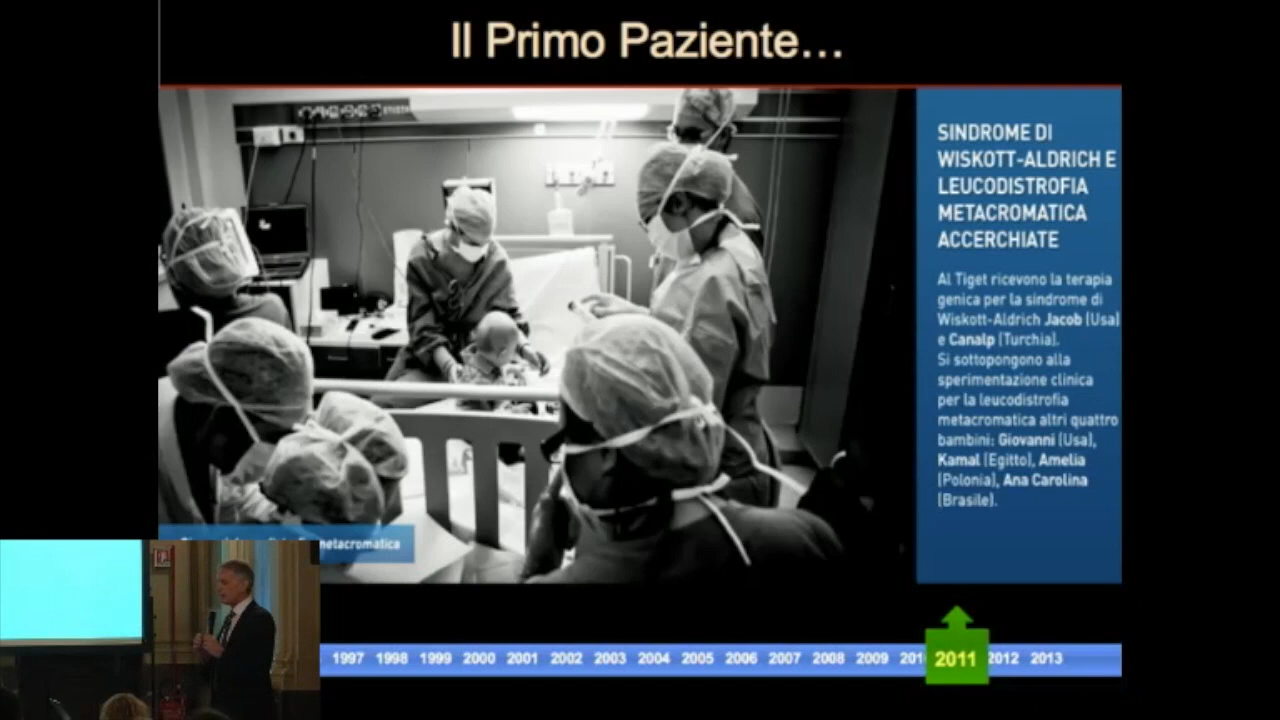 Il Primo Paziente...
SINDROME DI
WISKOTT-ALDRICH E
LEUCODISTROFIA
METACROMATICA
ACCERCHIATE
Al Tiget ricevono la terapia
genica per la sindrome di
Wiskott-Aldrich Jacob (Usa)
e Canalp (Turchia).
Si sottopongono alla
sperimentazione clinica
per la leucodistrofia
metacromatica altri quattro
bambini: Giovanni (Usa),
Kamal (Egitto), Amelia
(Polonia), Ana Carolina
(Brasile).
metacromatica
1997 1998 1999 2000 2001 2002 2003 2004 2005 2006 2007 2008 2009 2011 2012 2013